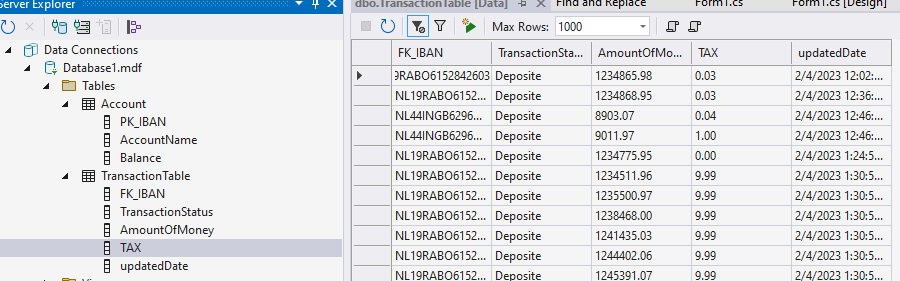 Server Explorer
dbo.TransactionTable [Data]
Find and Replace
Form1.cs
Form1.cs [Design]
Max Rows: 1000
Data Connections
Database1.mdf
Tables
Account
PK_IBAN
AccountName
Balance
TransactionTable
FK_IBAN
TransactionStatus
AmountOfMoney
TAX
updatedDate
FK_IBAN TransactionSta... AmountOfMo... TAX updatedDate
RABO6152842603 Deposite 1234865.98 0.03 2/4/2023 12:02:...
NL19RABO6152... Deposite 1234868.95 0.03 2/4/2023 12:36:...
NL44INGB6296... Deposite 8903.07 0.04 2/4/2023 12:46:...
NL44INGB6296... Deposite 9011.97 1.00 2/4/2023 12:46:...
NL19RABO6152... Deposite 1234775.95 0.00 2/4/2023 1:24:5...
NL19RABO6152... Deposite 1234511.96 9.99 2/4/2023 1:30:5...
NL19RABO6152... Deposite 1235500.97 9.99 2/4/2023 1:30:5...
NL19RABO6152... Deposite 1238468.00 9.99 2/4/2023 1:30:5...
NL19RABO6152... Deposite 1241435.03 9.99 2/4/2023 1:30:5...
NL19RABO6152... Deposite 1244402.06 9.99 2/4/2023 1:30:5...
NL19RABO6152... Deposite 1245391.07 9.99 2/4/2023 1:30:5...